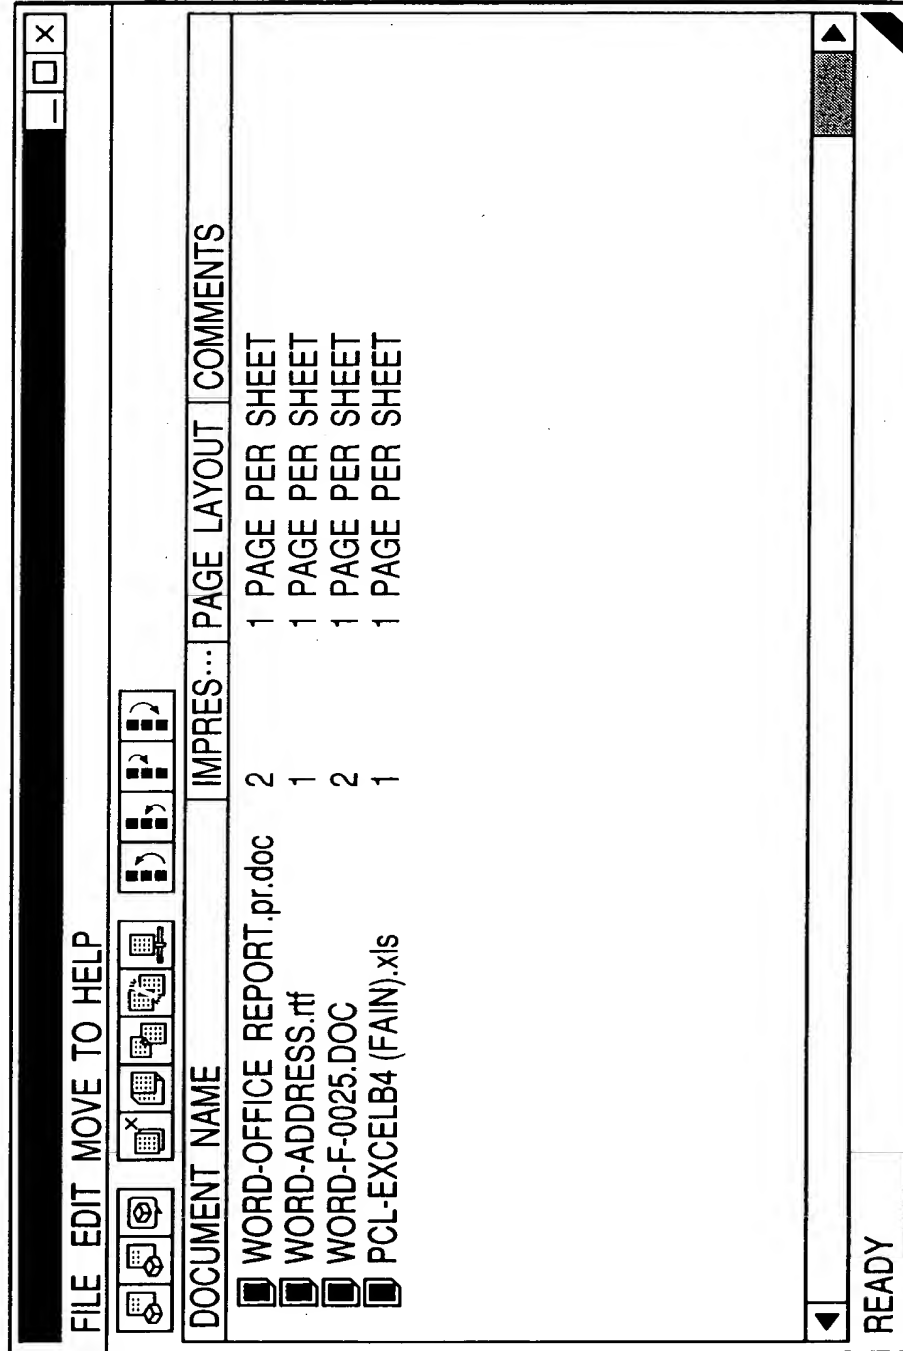 FILE EDIT MOVE TO HELP
DOCUMENT NAME IMPRES··· PAGE LAYOUT COMMENTS
WORD-OFFICE REPORT.pr.doc 2 1 PAGE PER SHEET
WORD-ADDRESS.rtf 1 1 PAGE PER SHEET
WORD-F-0025.DOC 2 1 PAGE PER SHEET
PCL-EXCELB4 (FAIN).xls 1 1 PAGE PER SHEET
READY